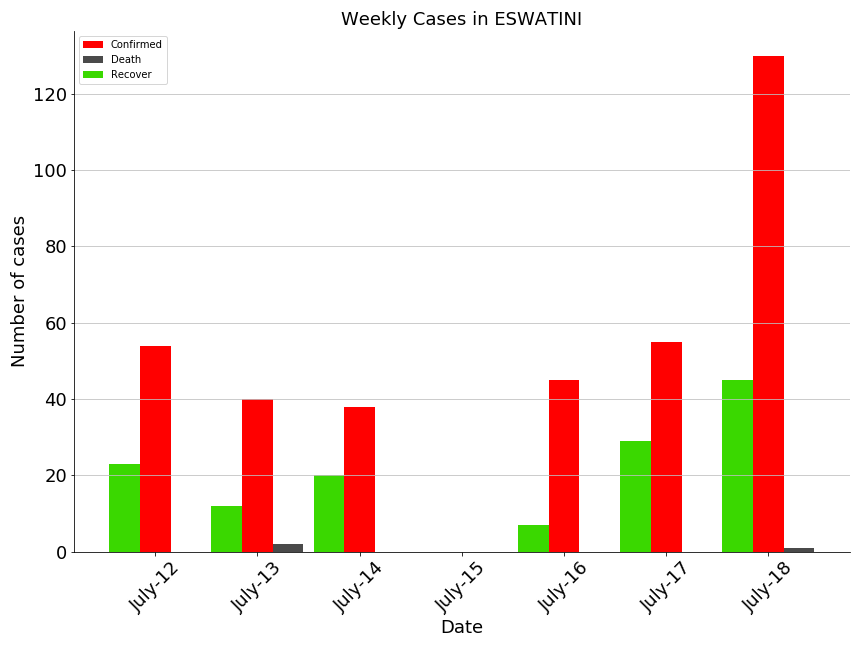 Weekly Cases in ESWATINI
Confirmed
Death
Recover
Number of cases
120
100
80
60
40
20
0
July-12
July-13
July-14
July-15
July-16
July-17
July-18
Date